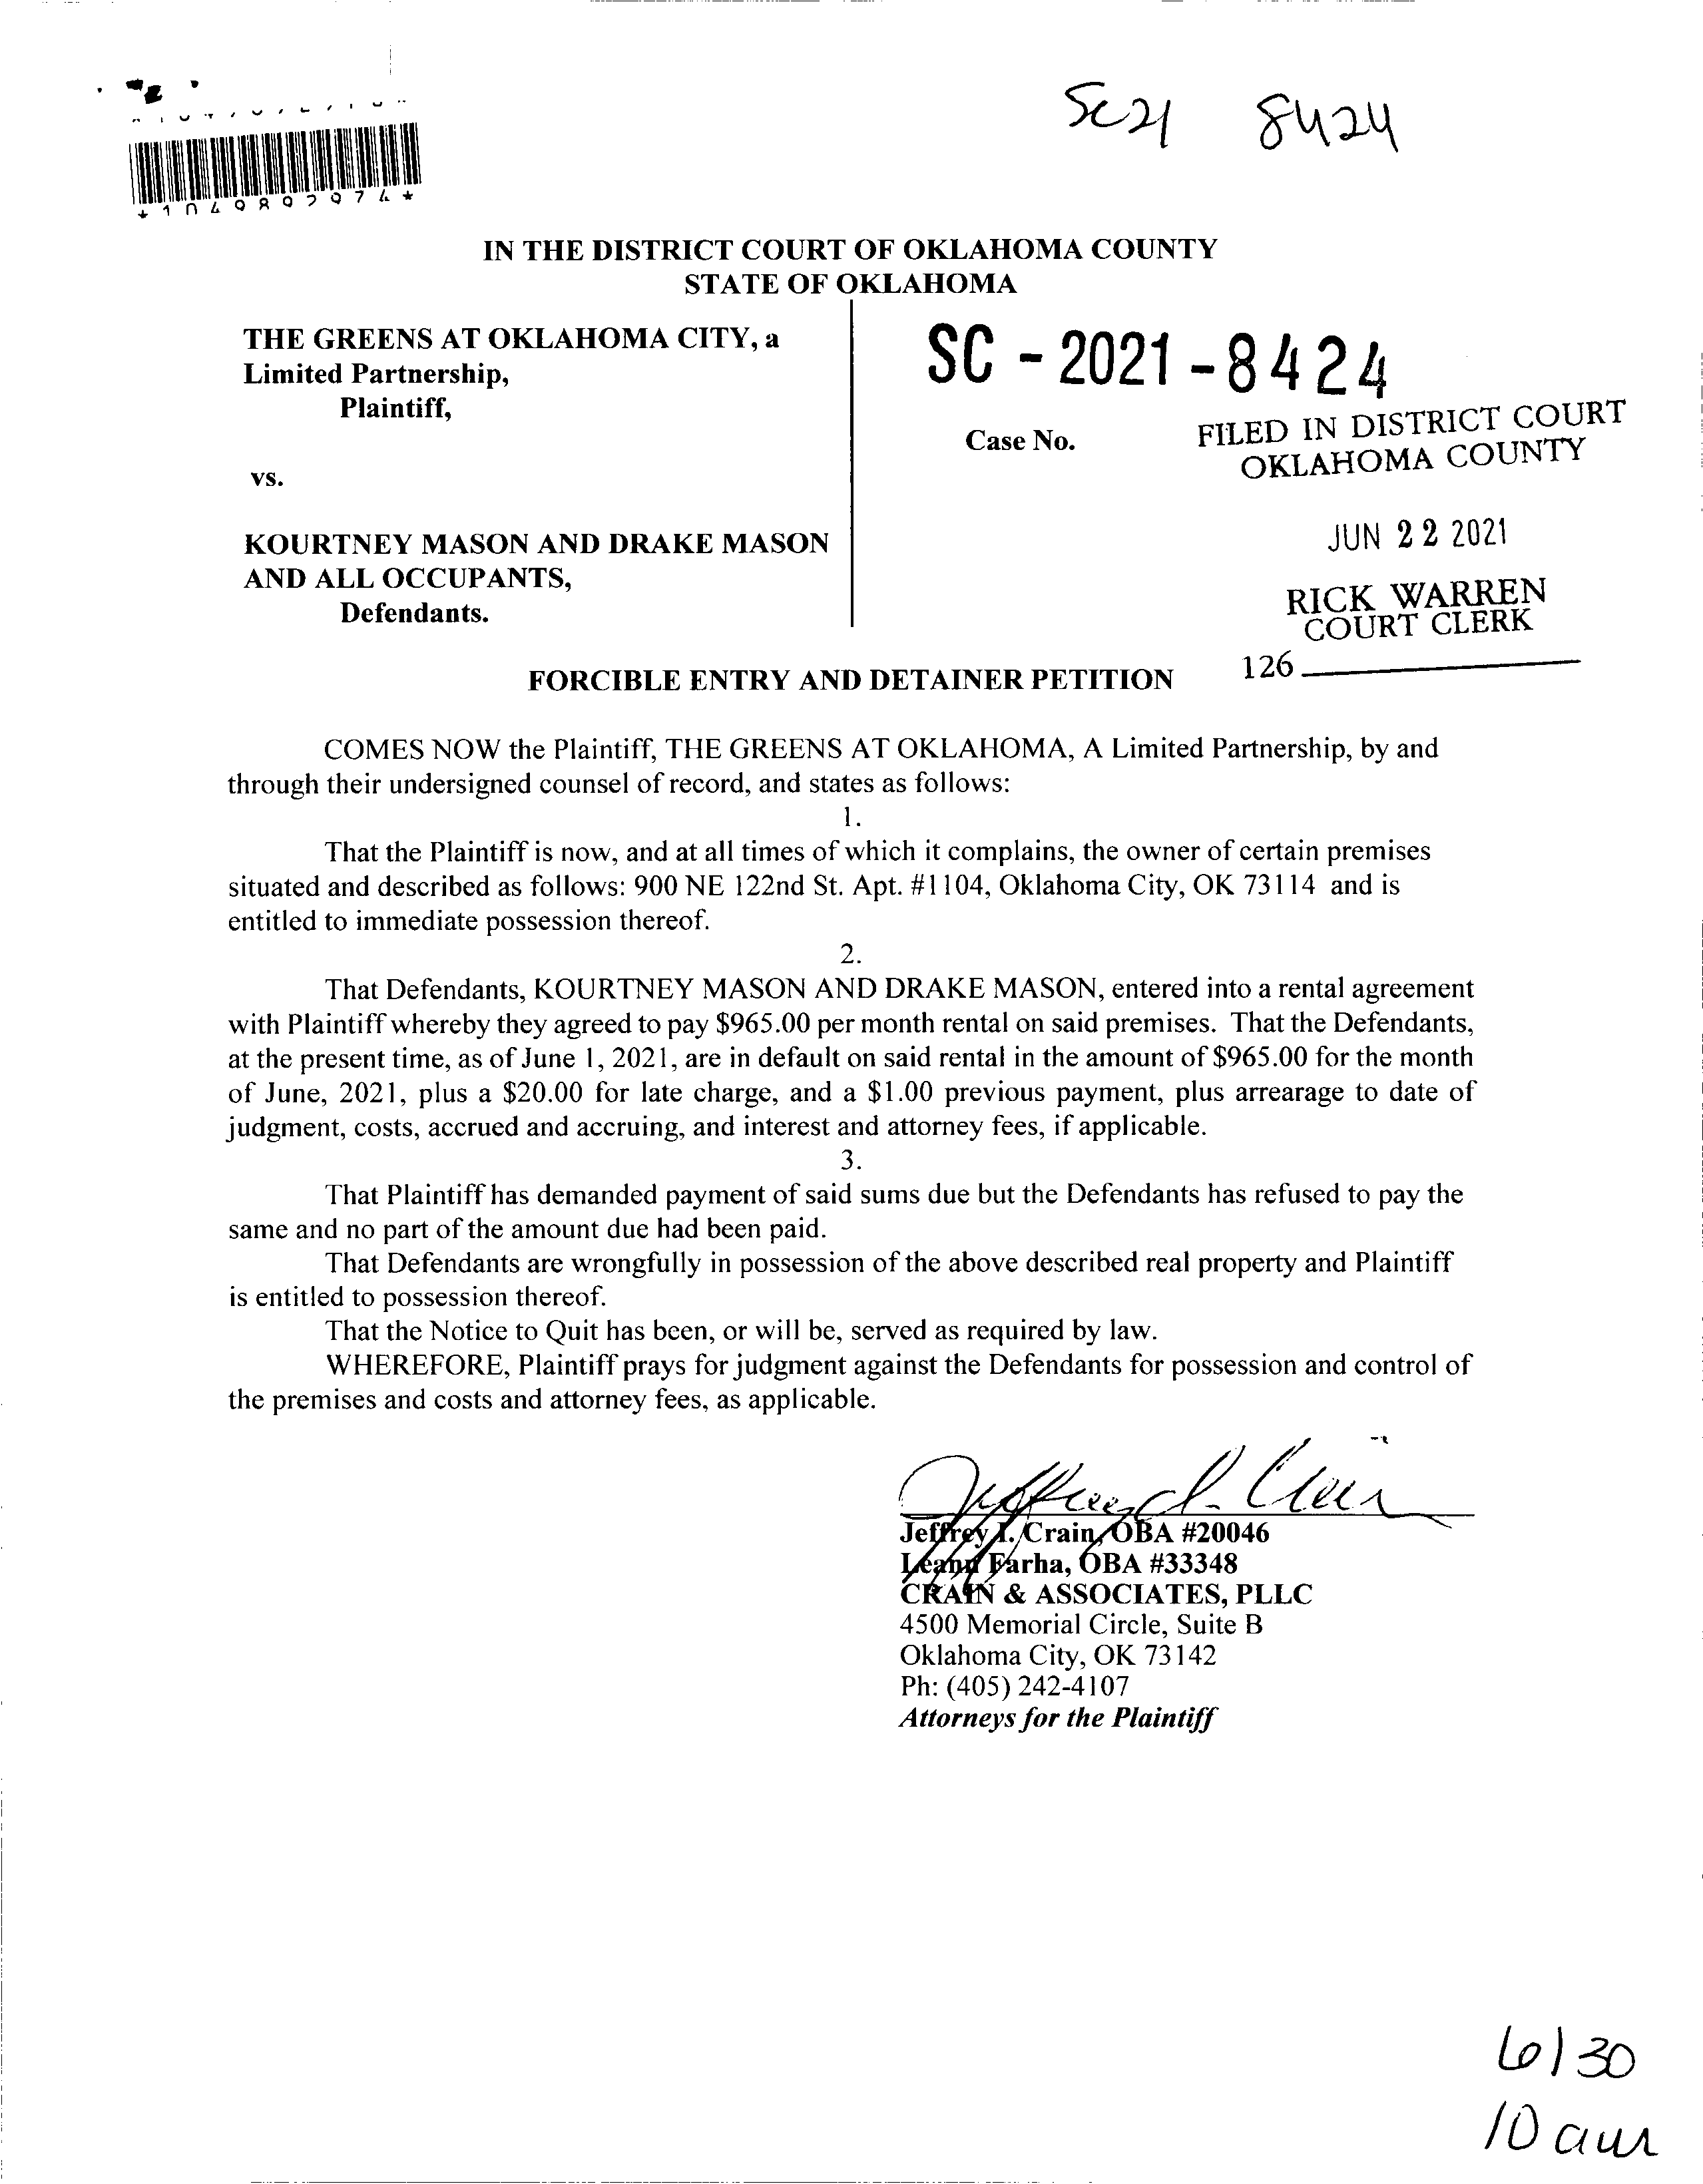 Sc21 8424
*1049892974*
IN THE DISTRICT COURT OF OKLAHOMA COUNTY
STATE OF OKLAHOMA
THE GREENS AT OKLAHOMA CITY, a
Limited Partnership,
Plaintiff,
vs.
KOURTNEY MASON AND DRAKE MASON
AND ALL OCCUPANTS,
Defendants.
SC - 2021 - 8424
Case No.
FILED IN DISTRICT COURT
OKLAHOMA COUNTY
JUN 22 2021
RICK WARREN
COURT CLERK
126
FORCIBLE ENTRY AND DETAINER PETITION
COMES NOW the Plaintiff, THE GREENS AT OKLAHOMA, A Limited Partnership, by and
through their undersigned counsel of record, and states as follows:
1.
That the Plaintiff is now, and at all times of which it complains, the owner of certain premises
situated and described as follows: 900 NE 122nd St. Apt. #1104, Oklahoma City, OK 73114 and is
entitled to immediate possession thereof.
2.
That Defendants, KOURTNEY MASON AND DRAKE MASON, entered into a rental agreement
with Plaintiff whereby they agreed to pay $965.00 per month rental on said premises. That the Defendants,
at the present time, as of June 1, 2021, are in default on said rental in the amount of $965.00 for the month
of June, 2021, plus a $20.00 for late charge, and a $1.00 previous payment, plus arrearage to date of
judgment, costs, accrued and accruing, and interest and attorney fees, if applicable.
3.
That Plaintiff has demanded payment of said sums due but the Defendants has refused to pay the
same and no part of the amount due had been paid.
That Defendants are wrongfully in possession of the above described real property and Plaintiff
is entitled to possession thereof.
That the Notice to Quit has been, or will be, served as required by law.
WHEREFORE, Plaintiff prays for judgment against the Defendants for possession and control of
the premises and costs and attorney fees, as applicable.
Jeffrey I. Crain
Jeffrey I. Crain, OBA #20046
Leann Farha, OBA #33348
CRAIN & ASSOCIATES, PLLC
4500 Memorial Circle, Suite B
Oklahoma City, OK 73142
Ph: (405) 242-4107
Attorneys for the Plaintiff
6/30
10 am